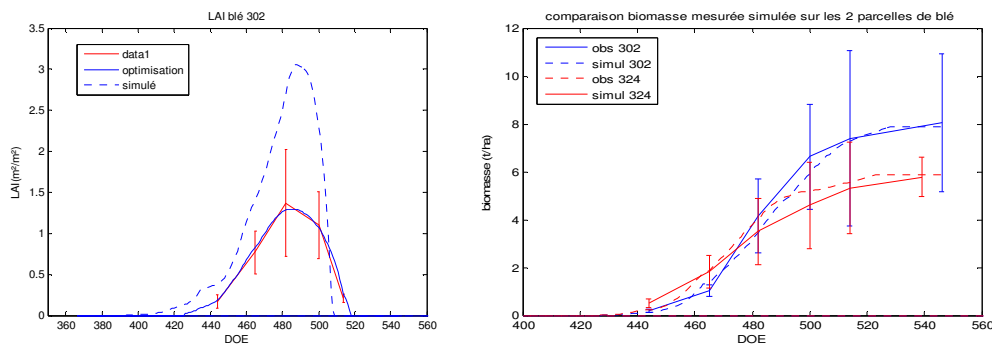 LAI blé 302
data1
optimisation
simulé
LAI (m²/m²)
3.5
3
2.5
2
1.5
1
0.5
0
360
380
400
420
440
460
480
500
520
540
560
DOE
comparaison biomasse mesurée simulée sur les 2 parcelles de blé
obs 302
simul 302
obs 324
simul 324
biomasse (t/ha)
12
10
8
6
4
2
0
400
420
440
460
480
500
520
540
560
DOE